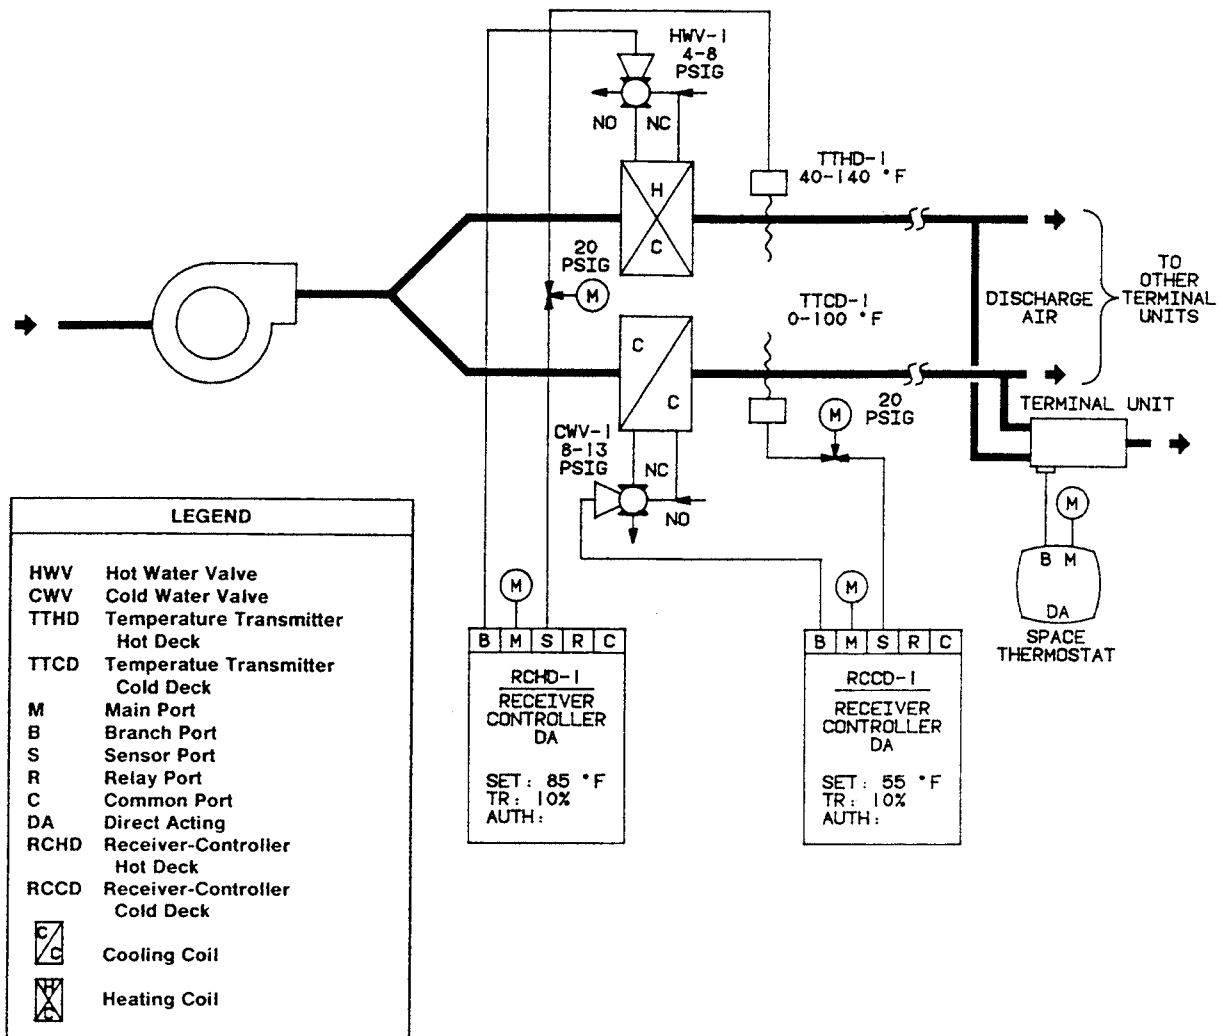 HWV-1
4-8
PSIG
NO
NC
TTHD-1
40-140 °F
H
C
20
PSIG
M
TTCD-1
0-100 °F
DISCHARGE
AIR
TO
OTHER
TERMINAL
UNITS
C
C
20
PSIG
M
TERMINAL UNIT
CWV-1
8-13
PSIG
NC
NO
M
B M
DA
SPACE
THERMOSTAT
M
B M S R C
RCHD-1
RECEIVER
CONTROLLER
DA
SET: 85 °F
TR: 10%
AUTH:
M
B M S R C
RCCD-1
RECEIVER
CONTROLLER
DA
SET: 55 °F
TR: 10%
AUTH:
LEGEND
HWV Hot Water Valve
CWV Cold Water Valve
TTHD Temperature Transmitter
Hot Deck
TTCD Temperatue Transmitter
Cold Deck
M Main Port
B Branch Port
S Sensor Port
R Relay Port
C Common Port
DA Direct Acting
RCHD Receiver-Controller
Hot Deck
RCCD Receiver-Controller
Cold Deck
C
C
Cooling Coil
H
C
Heating Coil